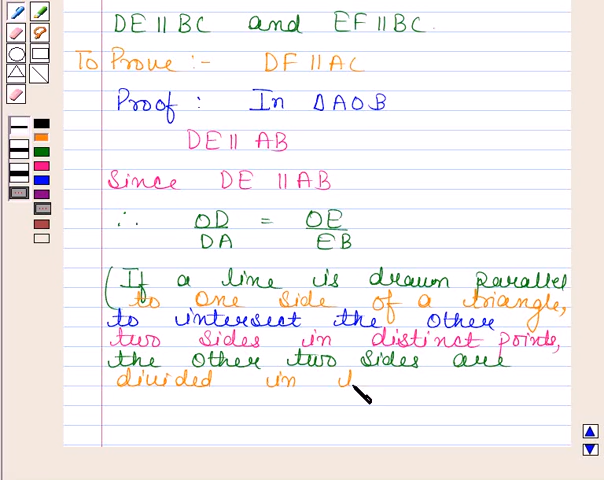 DE || BC and EF || BC.
To Prove :- DF || AC
Proof : In Δ AOB
DE || AB
Since DE || AB
∴ OD/DA = OE/EB
(If a line is drawn parallel
to one side of a triangle,
to intersect the other
two sides in distinct points,
the other two sides are
divided in